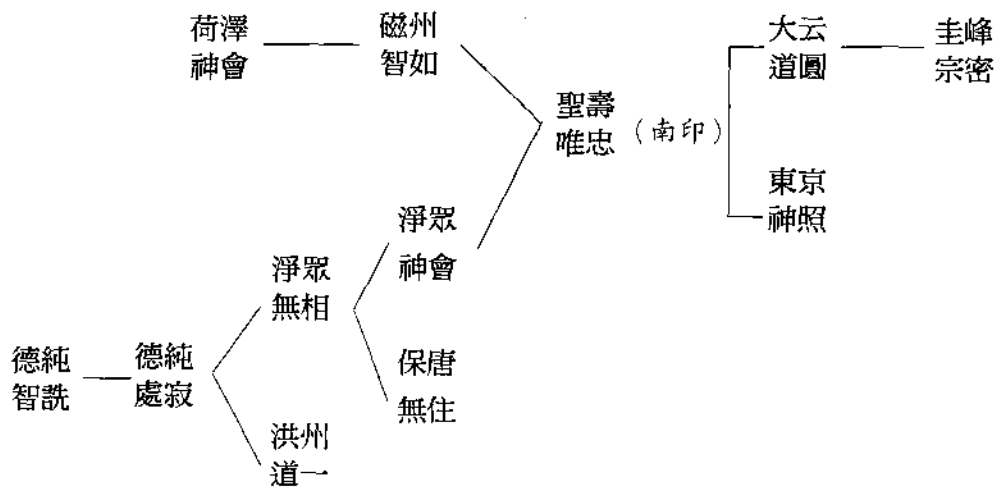 荷澤
神會
磁州
智如
聖壽
唯忠
（南印）
大云
道圓
圭峰
宗密
東京
神照
淨眾
神會
淨眾
無相
保唐
無住
德純
智詵
德純
處寂
洪州
道一